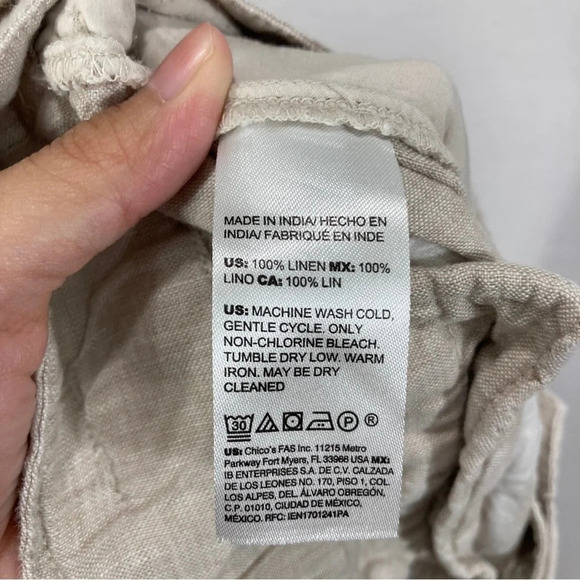 MADE IN INDIA/ HECHO EN
INDIA/ FABRIQUÉ EN INDE
US: 100% LINEN MX: 100%
LINO CA: 100% LIN
US: MACHINE WASH COLD,
GENTLE CYCLE. ONLY
NON-CHLORINE BLEACH.
TUMBLE DRY LOW. WARM
IRON. MAY BE DRY
CLEANED
30 P ®
US: Chico's FAS Inc. 11215 Metro
Parkway Fort Myers, FL 33966 USA MX:
IB ENTERPRISES S.A. DE C.V. CALZADA
DE LOS LEONES NO. 170, PISO 1, COL.
LOS ALPES, DEL. ÁLVARO OBREGÓN,
C.P. 01010, CIUDAD DE MÉXICO,
MÉXICO. RFC: IEN1701241PA